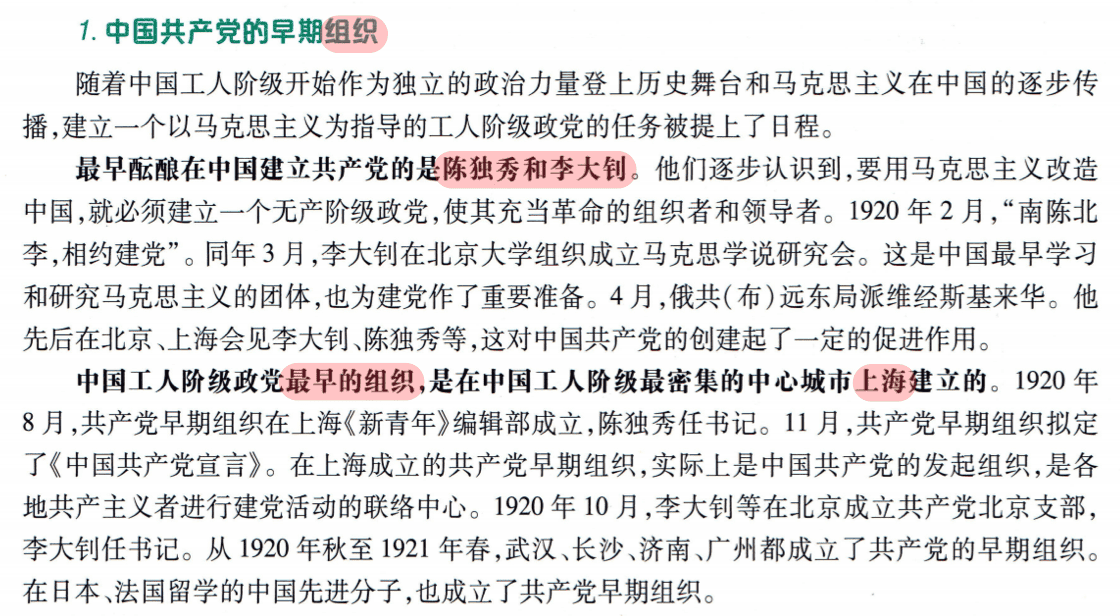 1. 中国共产党的早期组织
随着中国工人阶级开始作为独立的政治力量登上历史舞台和马克思主义在中国的逐步传
播,建立一个以马克思主义为指导的工人阶级政党的任务被提上了日程。
最早酝酿在中国建立共产党的是陈独秀和李大钊。他们逐步认识到,要用马克思主义改造
中国,就必须建立一个无产阶级政党,使其充当革命的组织者和领导者。1920 年 2 月,“南陈北
李,相约建党”。同年 3 月,李大钊在北京大学组织成立马克思学说研究会。这是中国最早学习
和研究马克思主义的团体,也为建党作了重要准备。4 月,俄共(布)远东局派维经斯基来华。他
先后在北京、上海会见李大钊、陈独秀等,这对中国共产党的创建起了一定的促进作用。
中国工人阶级政党最早的组织,是在中国工人阶级最密集的中心城市上海建立的。1920 年
8 月,共产党早期组织在上海《新青年》编辑部成立,陈独秀任书记。11 月,共产党早期组织拟定
了《中国共产党宣言》。在上海成立的共产党早期组织,实际上是中国共产党的发起组织,是各
地共产主义者进行建党活动的联络中心。1920 年 10 月,李大钊等在北京成立共产党北京支部,
李大钊任书记。从 1920 年秋至 1921 年春,武汉、长沙、济南、广州都成立了共产党的早期组织。
在日本、法国留学的中国先进分子,也成立了共产党早期组织。